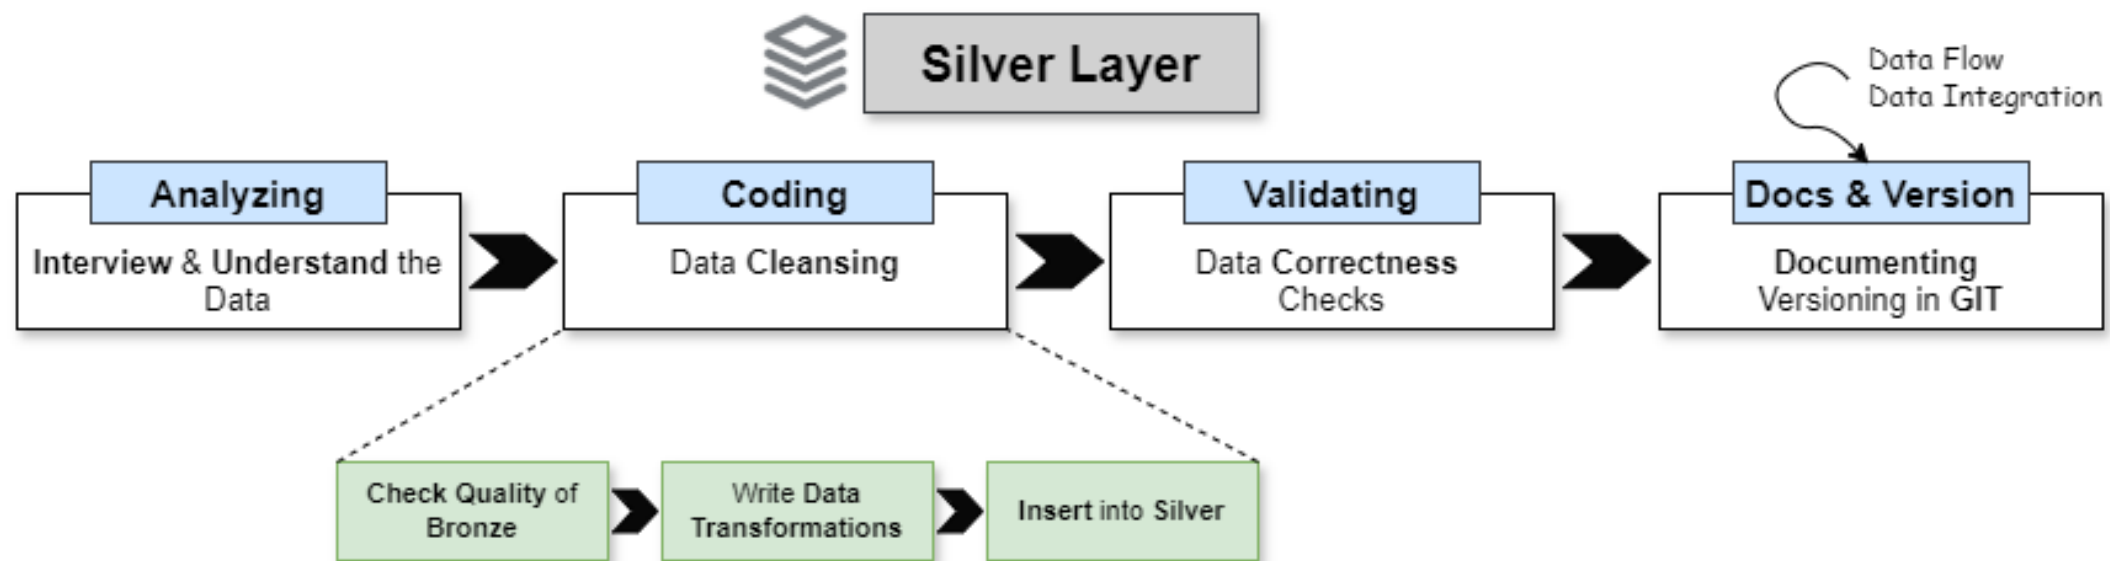 Silver Layer
Data Flow
Data Integration
Analyzing
Interview & Understand the
Data
Coding
Data Cleansing
Validating
Data Correctness
Checks
Docs & Version
Documenting
Versioning in GIT
Check Quality of
Bronze
Write Data
Transformations
Insert into Silver